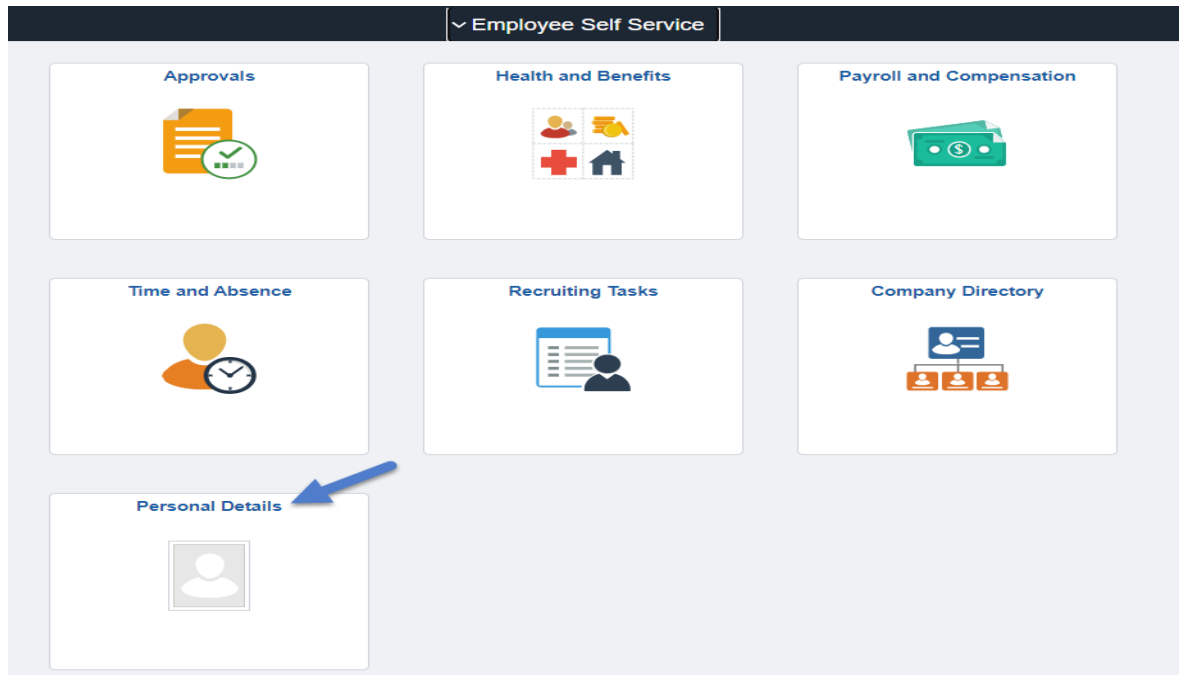 Employee Self Service
Approvals
Health and Benefits
Payroll and Compensation
$
Time and Absence
Recruiting Tasks
Company Directory
Personal Details